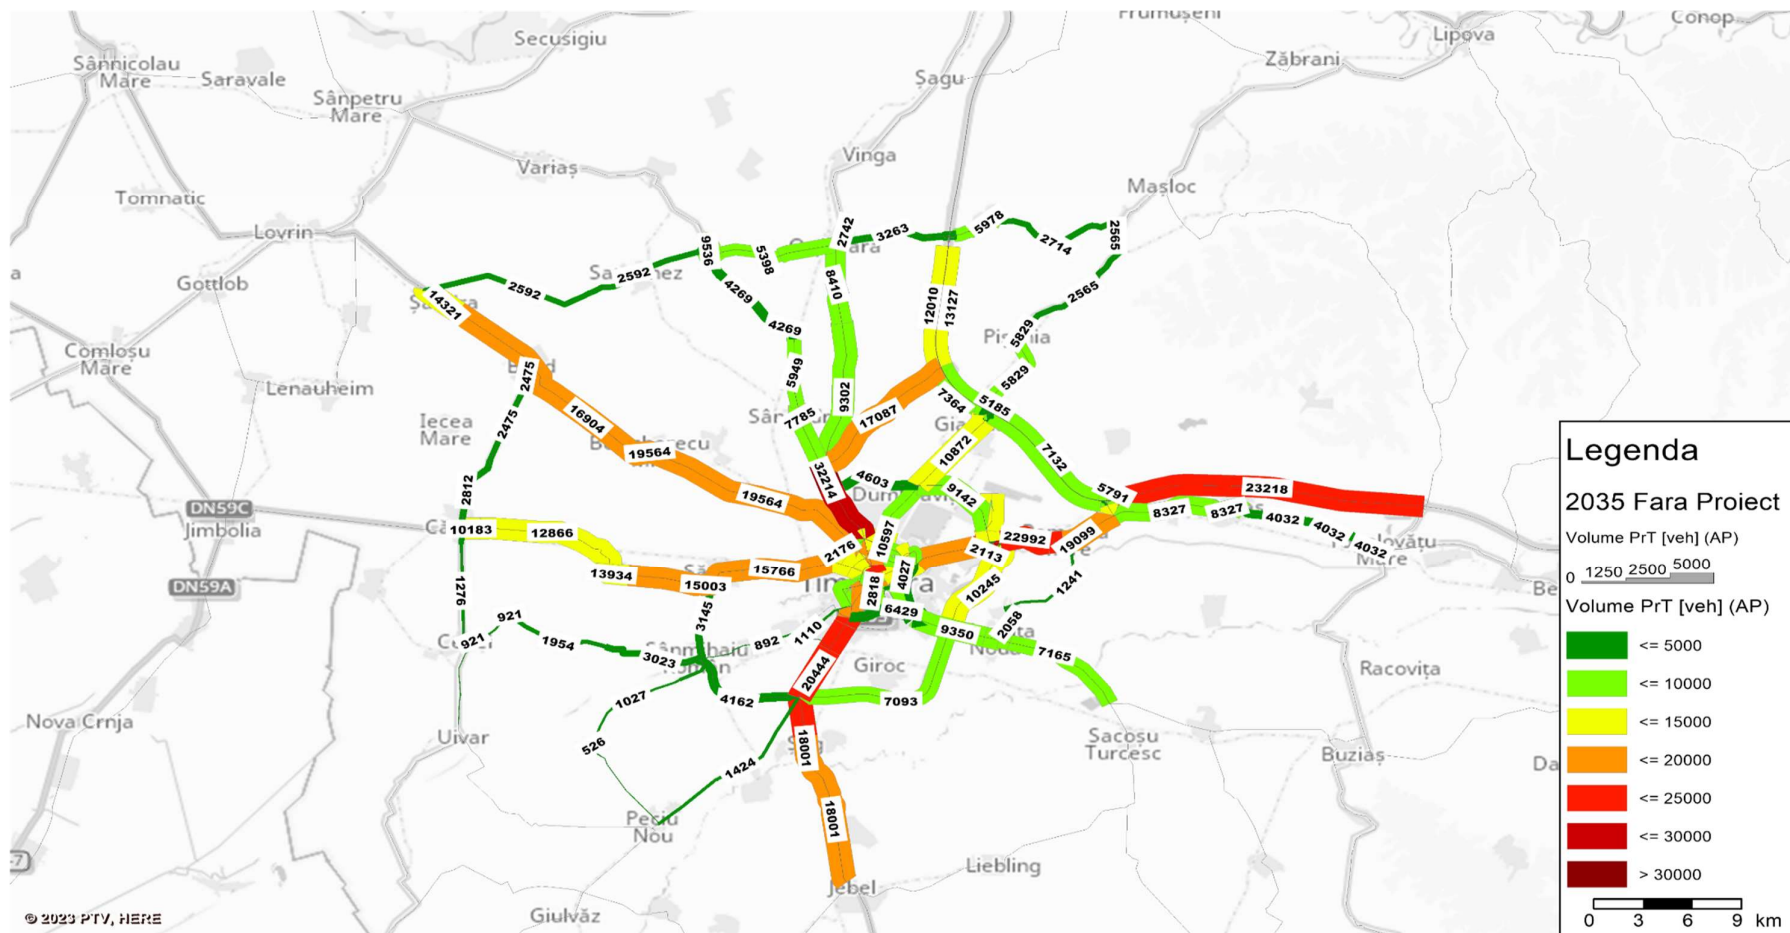 Frumușeni
Conop
Secusigiu
Lipova
Sânnicolau
Mare
Saravale
Zăbrani
Șagu
Sânpetru
Mare
Vinga
Variaș
Mașloc
Tomnatic
Lovrin
2742
3263
5978
2565
9536
5398
2714
2592
2592
4269
8410
2565
Gottlob
14321
12010
13127
4269
5829
Comloșu
Mare
Lenauheim
2475
5949
5829
9302
7364
5185
Iecea
Mare
2475
16904
7785
17087
19564
10872
7132
32214
4603
9142
2812
19564
5791
23218
DN59C
Jimbolia
8327
8327
4032
4032
4032
10183
12866
2176
10597
22992
19099
2113
13934
15003
15766
4027
10245
1241
DN59A
1276
2818
3145
6429
921
921
1954
3023
892
1110
9350
2058
7165
Giroc
Racovița
20444
1027
4162
7093
Nova Crnja
Uivar
526
18001
Sacoșu
Turcesc
Buziaș
1424
Peciu
Nou
18001
Jebel
Liebling
Giulvăz
© 2023 PTV, HERE
Legenda
2035 Fara Proiect
Volume PrT [veh] (AP)
0 1250 2500 5000
Volume PrT [veh] (AP)
<= 5000
<= 10000
<= 15000
<= 20000
<= 25000
<= 30000
> 30000
0 3 6 9 km